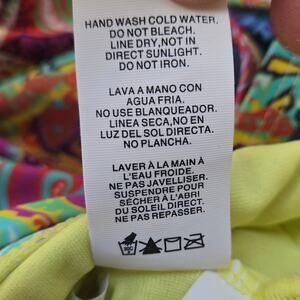 HAND WASH COLD WATER.
DO NOT BLEACH.
LINE DRY, NOT IN
DIRECT SUNLIGHT.
DO NOT IRON.
LAVA A MANO CON
AGUA FRIA.
NO USE BLANQUEADOR.
LINEA SECA, NO EN
LUZ DEL SOL DIRECTA.
NO PLANCHA.
LAVER À LA MAIN À
L'EAU FROIDE.
NE PAS JAVELLISER.
SUSPENDRE POUR
SÉCHER À L'ABRI
DU SOLEIL DIRECT.
NE PAS REPASSER.